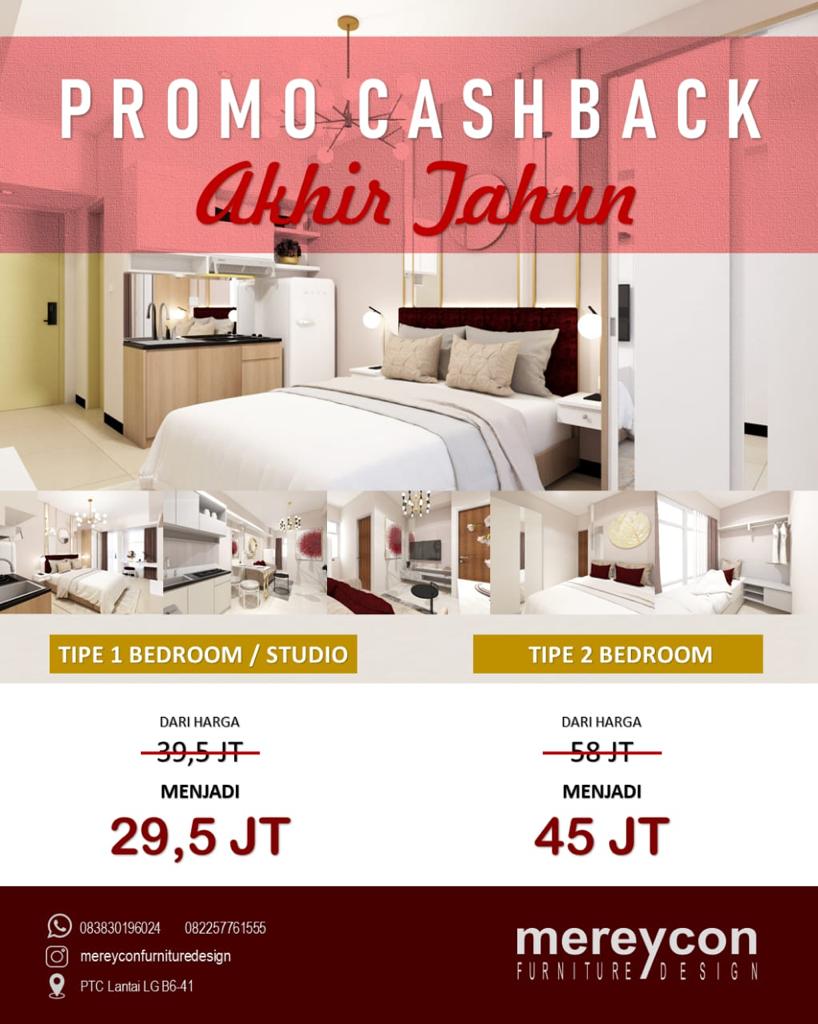 PROMO CASHBACK
Akhir Tahun
TIPE 1 BEDROOM / STUDIO
DARI HARGA
39,5 JT
MENJADI
29,5 JT
TIPE 2 BEDROOM
DARI HARGA
58 JT
MENJADI
45 JT
083830196024 082257761555
mereyconfurnituredesign
PTC Lantai LG B6-41
mereycon
FURNITURE DESIGN